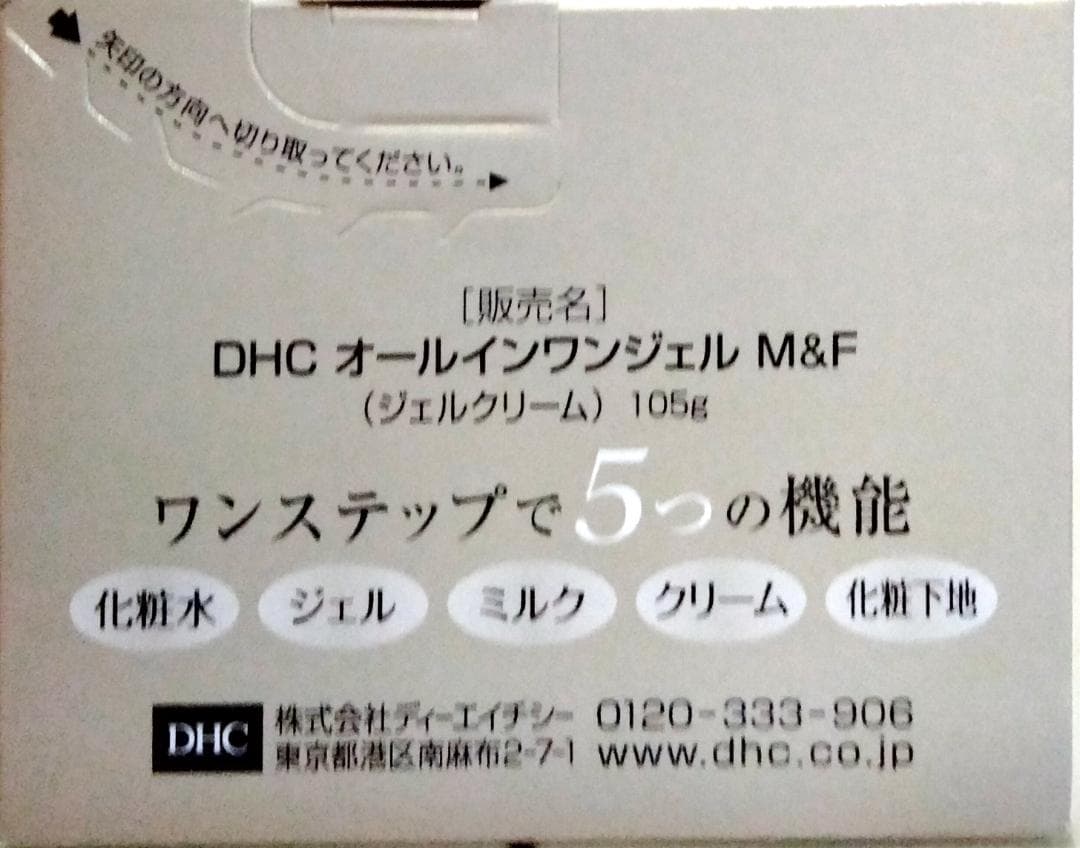 矢印の方向へ切り取ってください。
[販売名]
DHC オールインワンジェル M&F
(ジェルクリーム) 105g
ワンステップで5つの機能
化粧水 ジェル ミルク クリーム 化粧下地
DHC 株式会社ディーエイチシー 0120-333-906
東京都港区南麻布2-7-1 www.dhc.co.jp